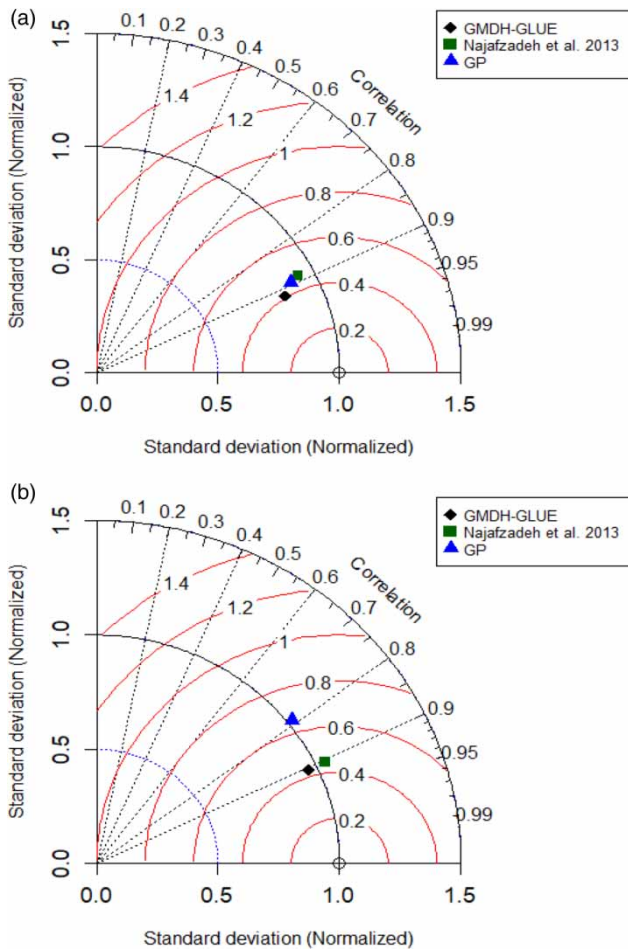 (a)
GMDH-GLUE
Najafzadeh et al. 2013
GP
0.1 0.2 0.3 0.4 0.5 0.6 0.7 0.8 0.9 0.95 0.99
Correlation
1.4 1.2 1 0.8 0.6 0.4 0.2
Standard deviation (Normalized)
1.5
1.0
0.5
0.0
0.0 0.5 1.0 1.5
Standard deviation (Normalized)
(b)
GMDH-GLUE
Najafzadeh et al. 2013
GP
0.1 0.2 0.3 0.4 0.5 0.6 0.7 0.8 0.9 0.95 0.99
Correlation
1.4 1.2 1 0.8 0.6 0.4 0.2
Standard deviation (Normalized)
1.5
1.0
0.5
0.0
0.0 0.5 1.0 1.5
Standard deviation (Normalized)